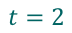 t = 2